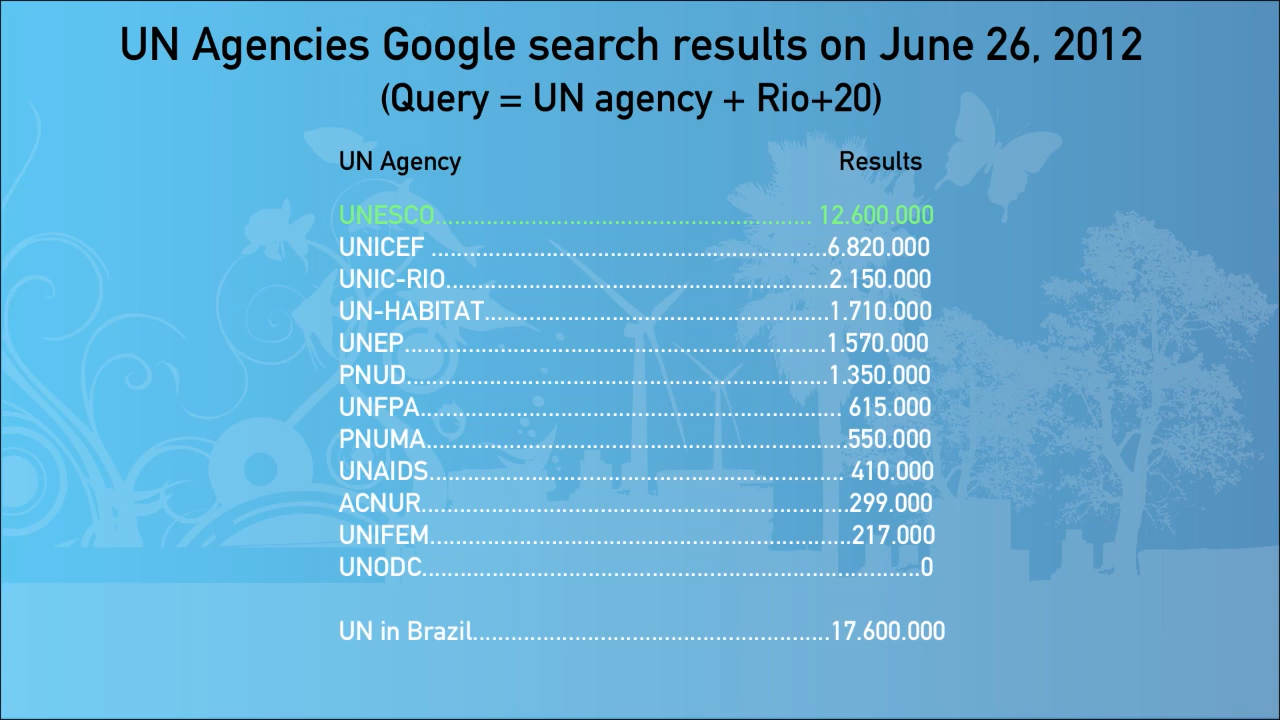 UN Agencies Google search results on June 26, 2012
(Query = UN agency + Rio+20)
UN Agency Results
UNESCO........................................................... 12.600.000
UNICEF ..............................................................6.820.000
UNIC-RIO............................................................2.150.000
UN-HABITAT......................................................1.710.000
UNEP..................................................................1.570.000
PNUD..................................................................1.350.000
UNFPA.................................................................. 615.000
PNUMA..................................................................550.000
UNAIDS................................................................. 410.000
ACNUR...................................................................299.000
UNIFEM..................................................................217.000
UNODC..............................................................................0
UN in Brazil........................................................17.600.000